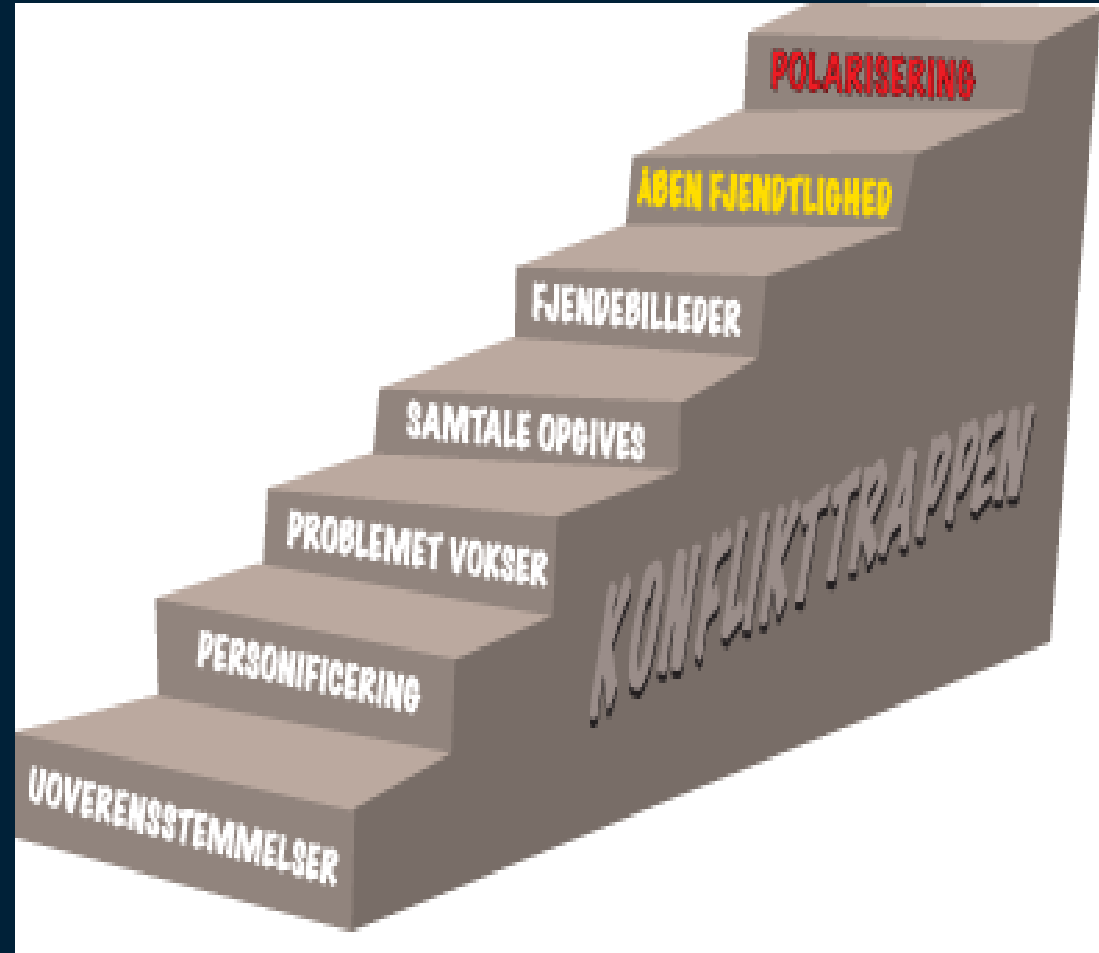 POLARISERING
ÅBEN FJENDTLIGHED
FJENDEBILLEDER
SAMTALE OPGIVES
PROBLEMET VOKSER
PERSONIFICERING
UOVERENSSTEMMELSER
KONFLIKTTRAPPEN